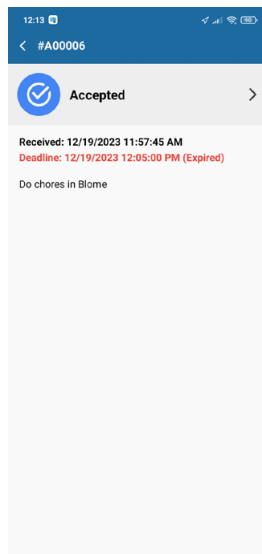 12:13
90
#A00006
Accepted
Received: 12/19/2023 11:57:45 AM
Deadline: 12/19/2023 12:05:00 PM (Expired)
Do chores in Blome